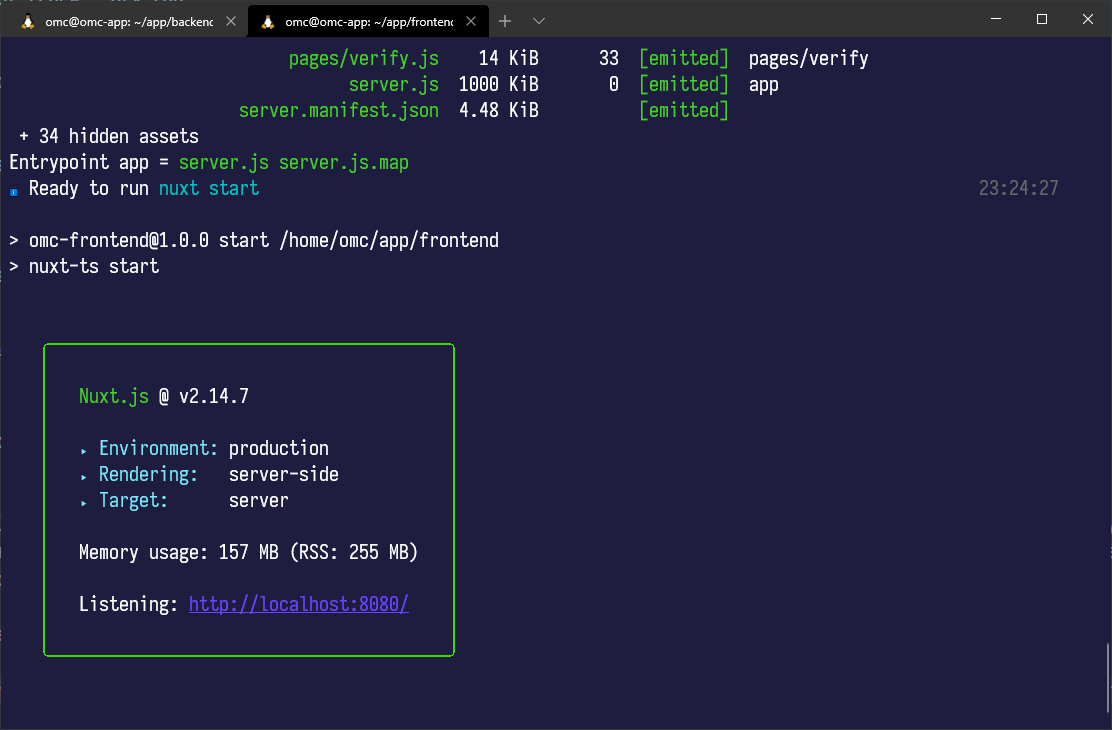 omc@omc-app: ~/app/backend
omc@omc-app: ~/app/frontend
pages/verify.js 14 KiB 33 [emitted] pages/verify
server.js 1000 KiB 0 [emitted] app
server.manifest.json 4.48 KiB [emitted]
+ 34 hidden assets
Entrypoint app = server.js server.js.map
Ready to run nuxt start 23:24:27
> omc-frontend@1.0.0 start /home/omc/app/frontend
> nuxt-ts start
Nuxt.js @ v2.14.7
▸ Environment: production
▸ Rendering: server-side
▸ Target: server
Memory usage: 157 MB (RSS: 255 MB)
Listening: http://localhost:8080/